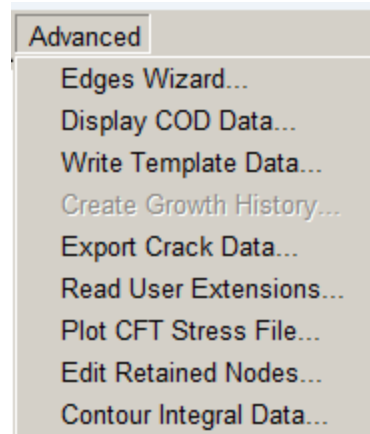 Advanced
Edges Wizard...
Display COD Data...
Write Template Data...
Create Growth History...
Export Crack Data...
Read User Extensions...
Plot CFT Stress File...
Edit Retained Nodes...
Contour Integral Data...